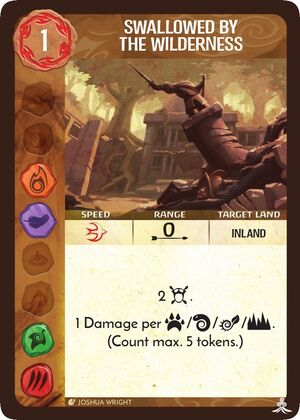 1
SWALLOWED BY
THE WILDERNESS
SPEED
RANGE
TARGET LAND
0
INLAND
2 .
1 Damage per / / / .
(Count max. 5 tokens.)
JOSHUA WRIGHT